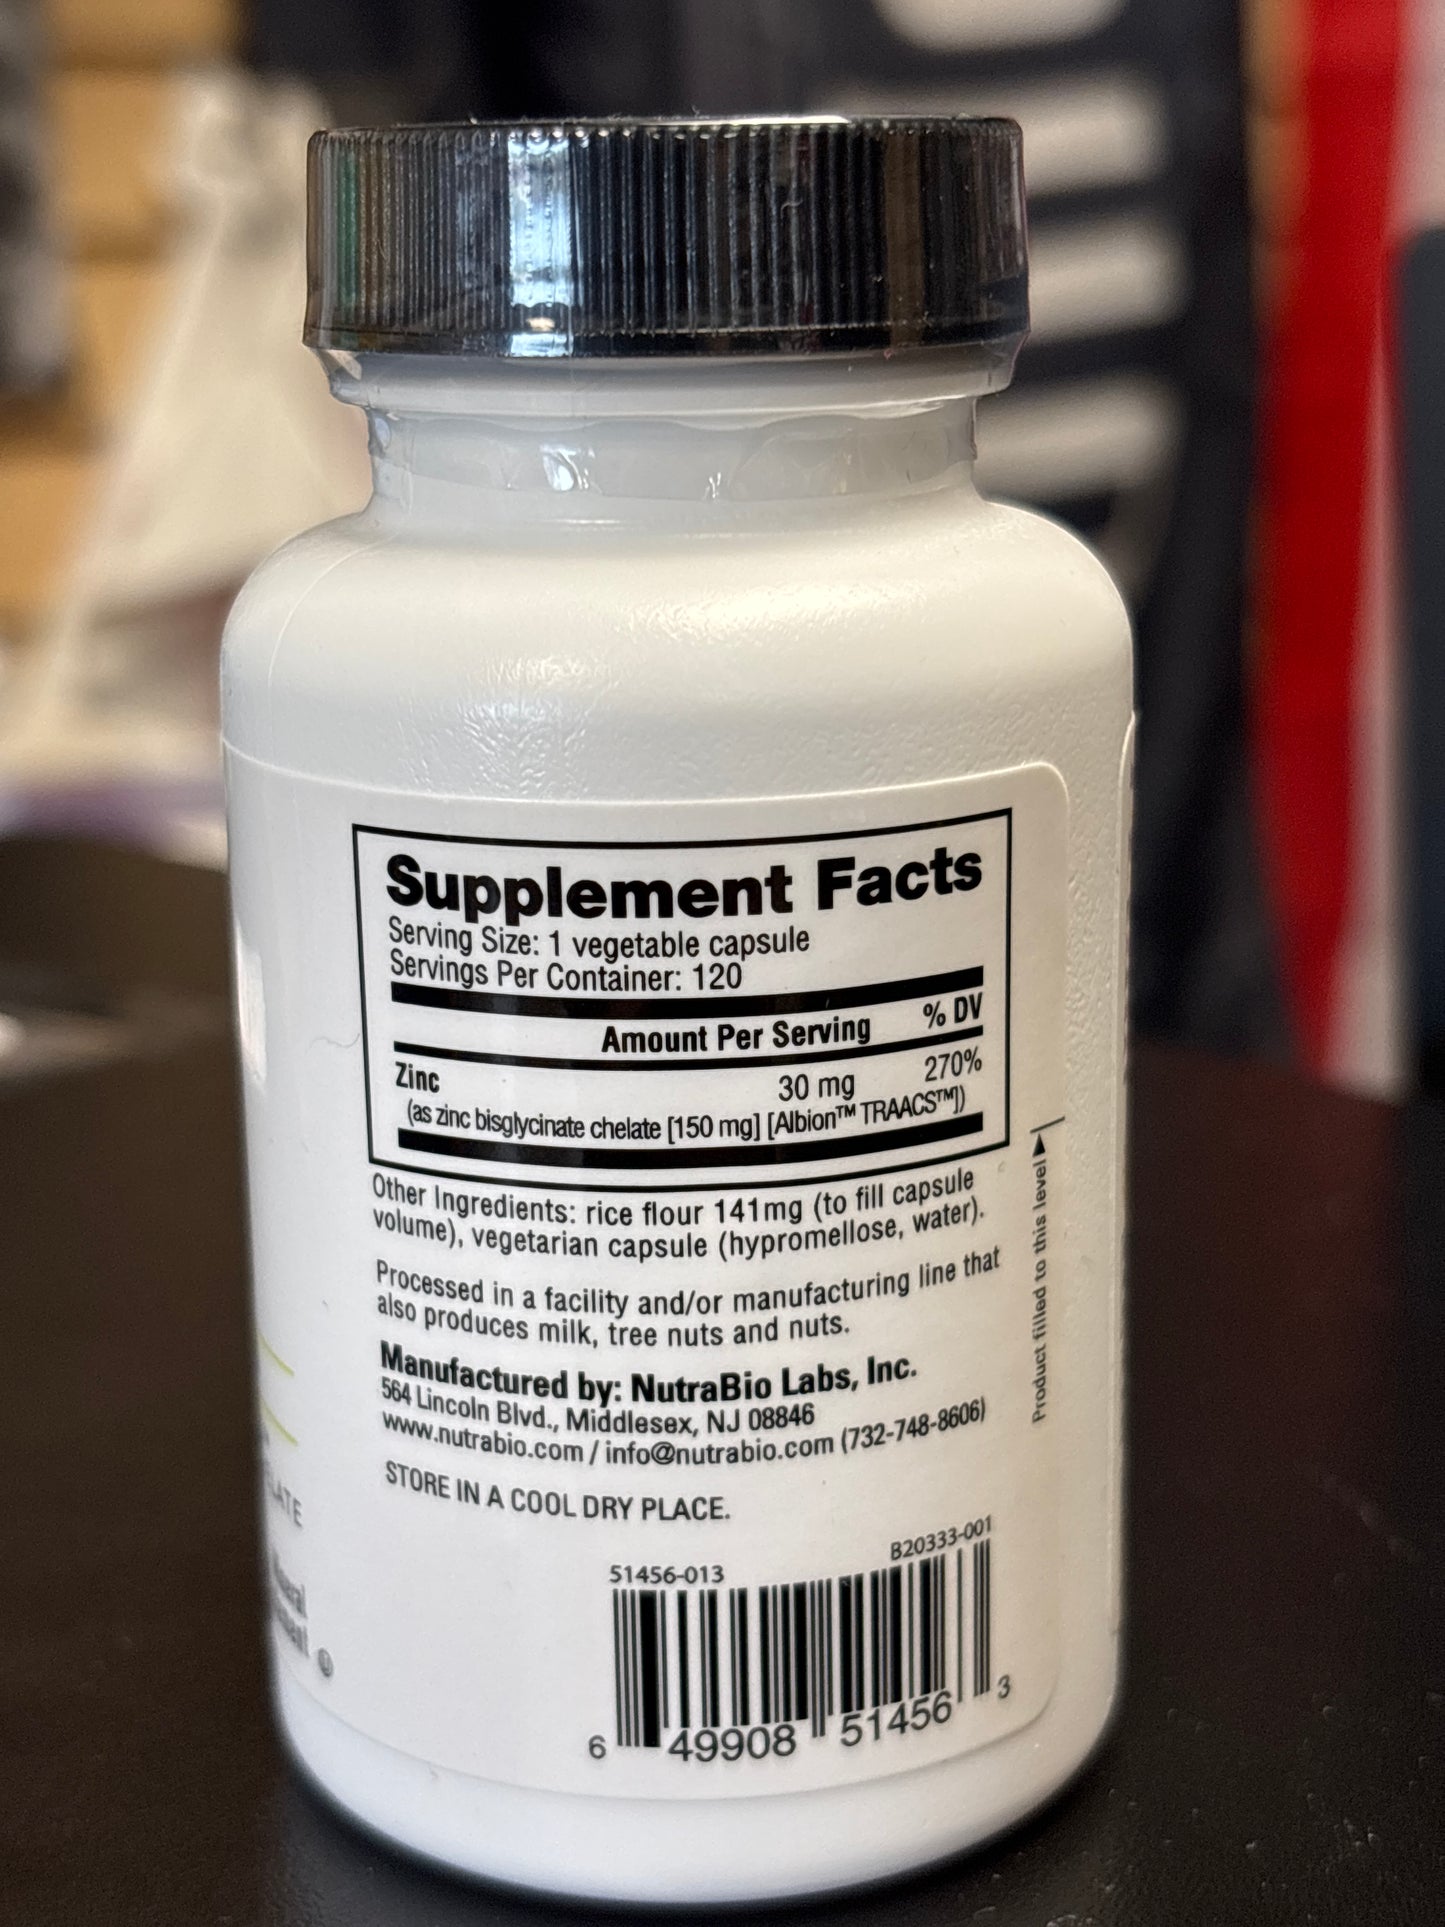 Supplement Facts
Serving Size: 1 vegetable capsule
Servings Per Container: 120
Amount Per Serving % DV
Zinc 30 mg 270%
(as zinc bisglycinate chelate [150 mg] [Albion™ TRAACS™])
Other Ingredients: rice flour 141mg (to fill capsule
volume), vegetarian capsule (hypromellose, water).
Processed in a facility and/or manufacturing line that
also produces milk, tree nuts and nuts.
Manufactured by: NutraBio Labs, Inc.
564 Lincoln Blvd., Middlesex, NJ 08846
www.nutrabio.com / info@nutrabio.com (732-748-8606)
STORE IN A COOL DRY PLACE.
51456-013 B20333-001
6 49908 51456 3
Product filled to this level